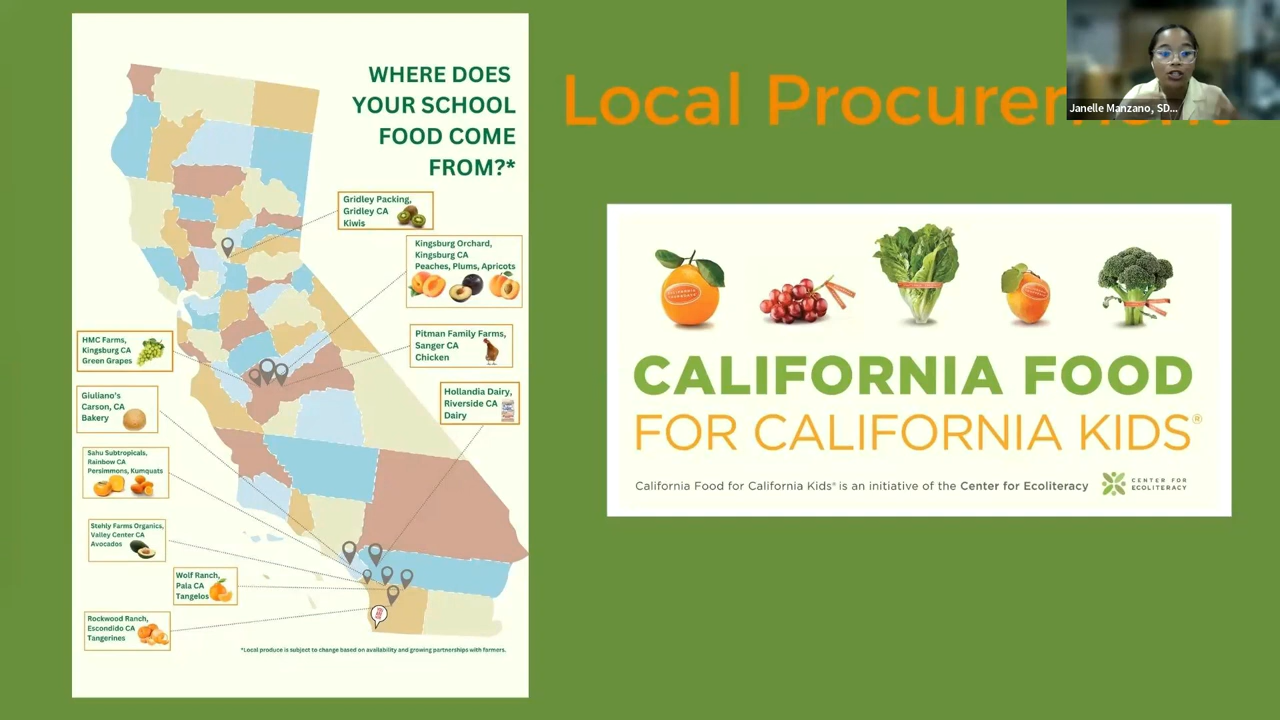 WHERE DOES
YOUR SCHOOL
FOOD COME
FROM?*
Gridley Packing,
Gridley CA
Kiwis
Kingsburg Orchard,
Kingsburg CA
Peaches, Plums, Apricots
HMC Farms,
Kingsburg CA
Green Grapes
Pitman Family Farms,
Sanger CA
Chicken
Giuliano's
Carson, CA
Bakery
Hollandia Dairy,
Riverside CA
Dairy
Sahu Subtropicals,
Rainbow CA
Persimmons, Kumquats
Stehly Farms Organics,
Valley Center CA
Avocados
Wolf Ranch,
Pala CA
Tangelos
Rockwood Ranch,
Escondido CA
Tangerines
*Local produce is subject to change based on availability and growing partnerships with farmers.
Local Procurement
Janelle Manzano, SD...
CALIFORNIA FOOD
FOR CALIFORNIA KIDS®
California Food for California Kids® is an initiative of the Center for Ecoliteracy
CENTER FOR
ECOLITERACY